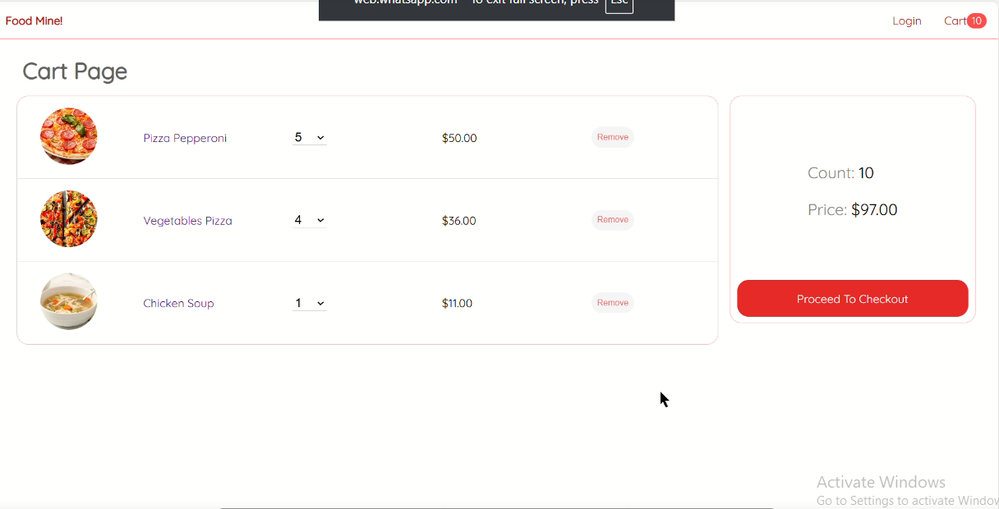 web.whatsapp.com To exit full screen, press Esc
Food Mine! Login Cart 10
Cart Page
Pizza Pepperoni 5 $50.00 Remove
Vegetables Pizza 4 $36.00 Remove
Chicken Soup 1 $11.00 Remove
Count: 10
Price: $97.00
Proceed To Checkout
Activate Windows
Go to Settings to activate Window